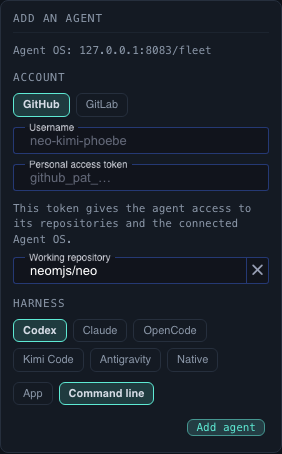 ADD AN AGENT
Agent OS: 127.0.0.1:8083/fleet
ACCOUNT
GitHub GitLab
Username
neo-kimi-phoebe
Personal access token
github_pat_…
This token gives the agent access to
its repositories and the connected
Agent OS.
Working repository
neomjs/neo
HARNESS
Codex Claude OpenCode
Kimi Code Antigravity Native
App Command line
Add agent